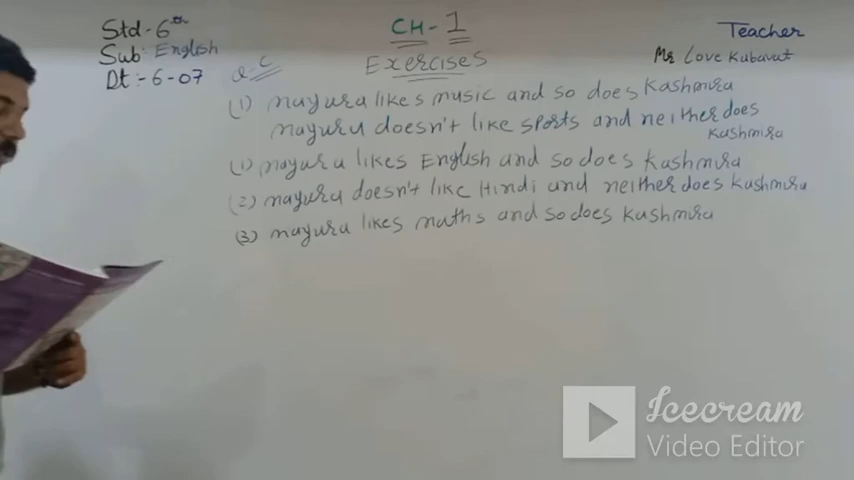 Std-6th
Sub: English
Dt:-6-07
CH-1
Exercises
Teacher
Mr Love Kubavat
Q-C
(1) mayura likes music and so does Kashmira
mayura doesn't like sports and neither does
Kashmira
(1) mayura likes English and so does Kashmira
(2) mayura doesn't like Hindi and neither does Kashmira
(3) mayura likes maths and so does Kashmira
Icecream
Video Editor